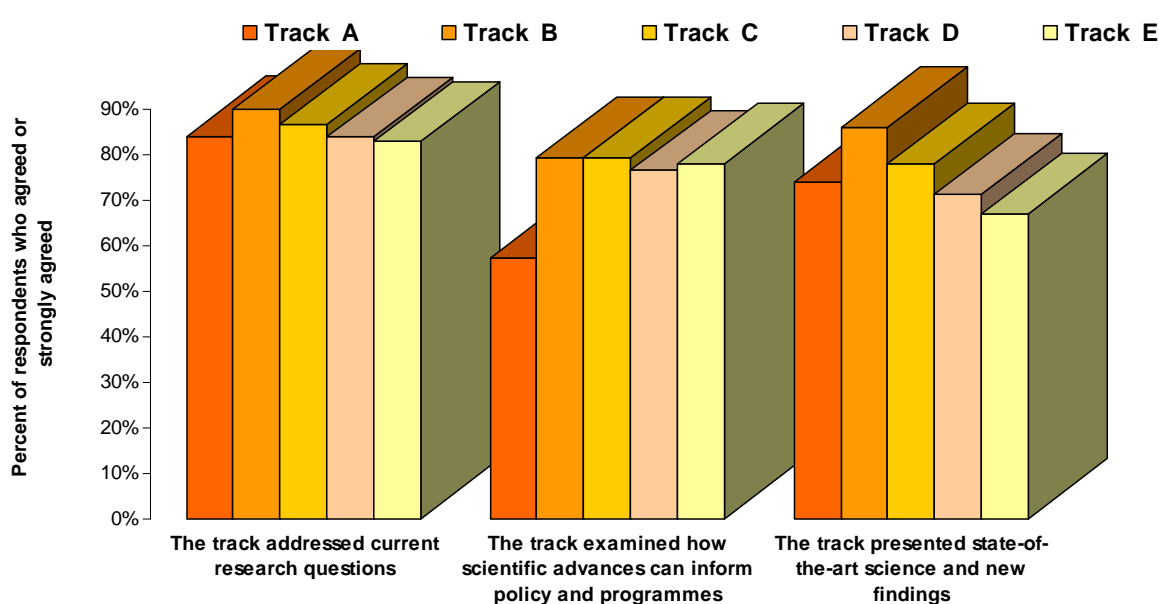 Track A Track B Track C Track D Track E
Percent of respondents who agreed or
strongly agreed
90%
80%
70%
60%
50%
40%
30%
20%
10%
0%
The track addressed current
research questions
The track examined how
scientific advances can inform
policy and programmes
The track presented state-of-
the-art science and new
findings